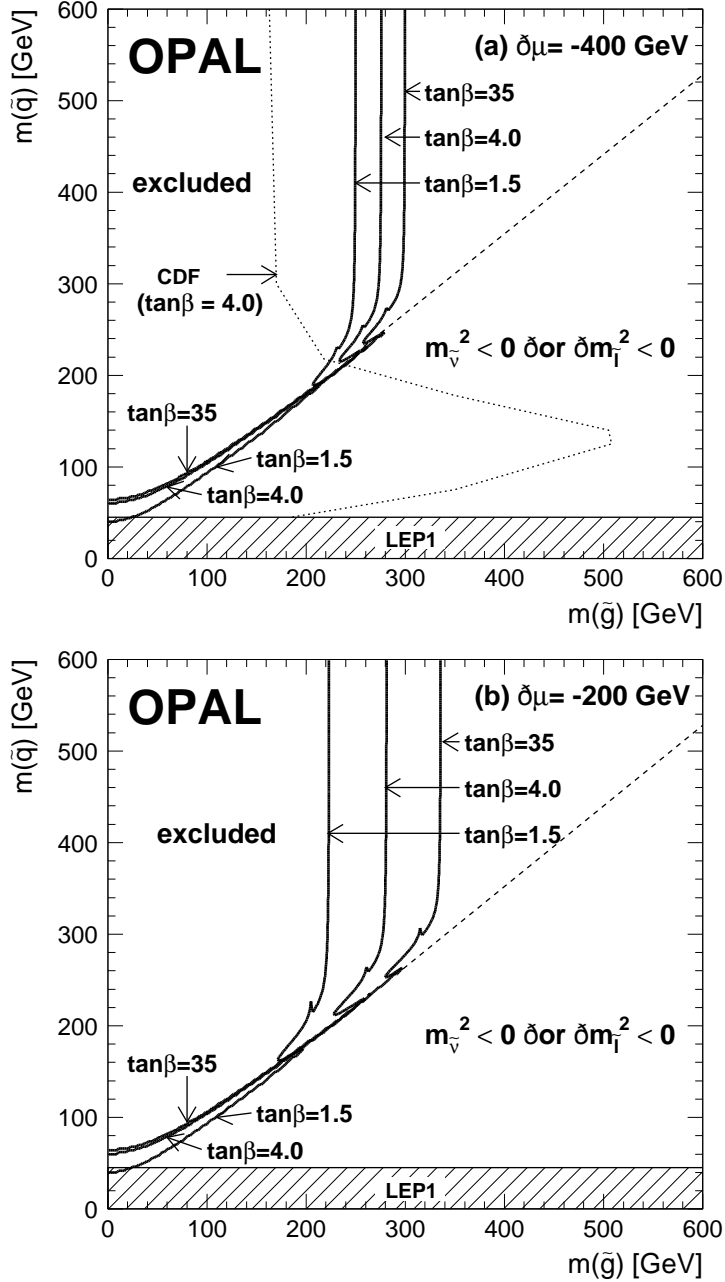 OPAL
(a) ðμ= -400 GeV
m(q̃) [GeV]
600
500
400
300
200
100
0
tanβ=35
tanβ=4.0
tanβ=1.5
excluded
CDF
(tanβ = 4.0)
m_ν̃² < 0 ðor ðm_l̃² < 0
tanβ=35
tanβ=1.5
tanβ=4.0
LEP1
0 100 200 300 400 500 600
m(g̃) [GeV]
OPAL
(b) ðμ= -200 GeV
m(q̃) [GeV]
600
500
400
300
200
100
0
tanβ=35
tanβ=4.0
tanβ=1.5
excluded
m_ν̃² < 0 ðor ðm_l̃² < 0
tanβ=35
tanβ=1.5
tanβ=4.0
LEP1
0 100 200 300 400 500 600
m(g̃) [GeV]